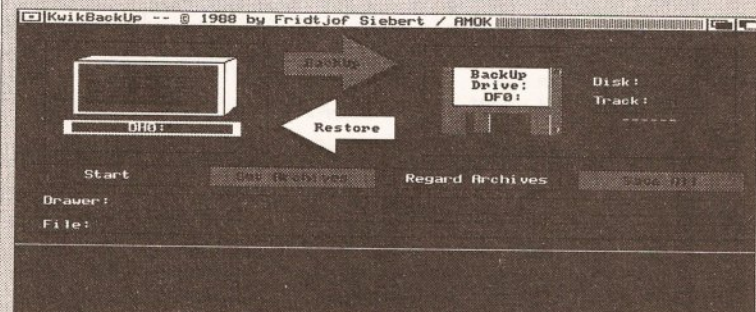 KwikBackUp -- © 1988 by Fridtjof Siebert / AMOK
BackUp
BackUp
Drive:
DF0:
Disk:
Track:
------
DH0:
Restore
Start
Set Archives
Regard Archives
Save All
Drawer:
File: